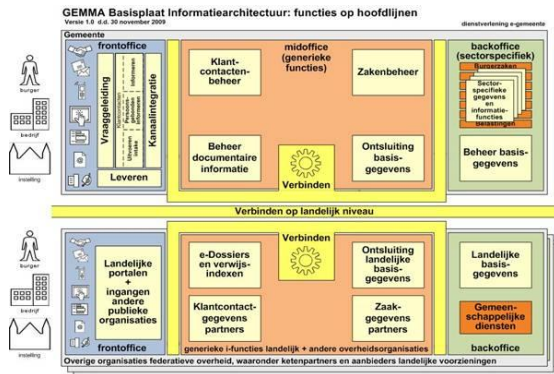 GEMMA Basisplaat Informatiearchitectuur: functies op hoofdlijnen
Versie 1.0 d.d. 30 november 2009
dienstverlening e-gemeente
Gemeente
frontoffice
midoffice
(generieke
functies)
backoffice
(sectorspecifiek)
burger
bedrijf
instelling
Vraaggeleiding
Klantcontacten
Informeren
Uitvoeren
intake
Kanaalintegratie
Leveren
Klant-
contacten-
beheer
Zakenbeheer
Beheer
documentaire
informatie
Ontsluiting
basis-
gegevens
Verbinden
Burgerzaken
Sector-
specifieke
gegevens
en
informatie-
functies
Belastingen
Beheer basis-
gegevens
Verbinden op landelijk niveau
burger
bedrijf
instelling
Landelijke
portalen
+
ingangen
andere
publieke
organisaties
frontoffice
Verbinden
e-Dossiers
en verwijs-
indexen
Ontsluiting
landelijke
basis-
gegevens
Klantcontact-
gegevens
partners
Zaak-
gegevens
partners
generieke i-functies landelijk + andere overheidsorganisaties
Landelijke
basis-
gegevens
Gemeen-
schappelijke
diensten
backoffice
Overige organisaties federatieve overheid, waaronder ketenpartners en aanbieders landelijke voorzieningen